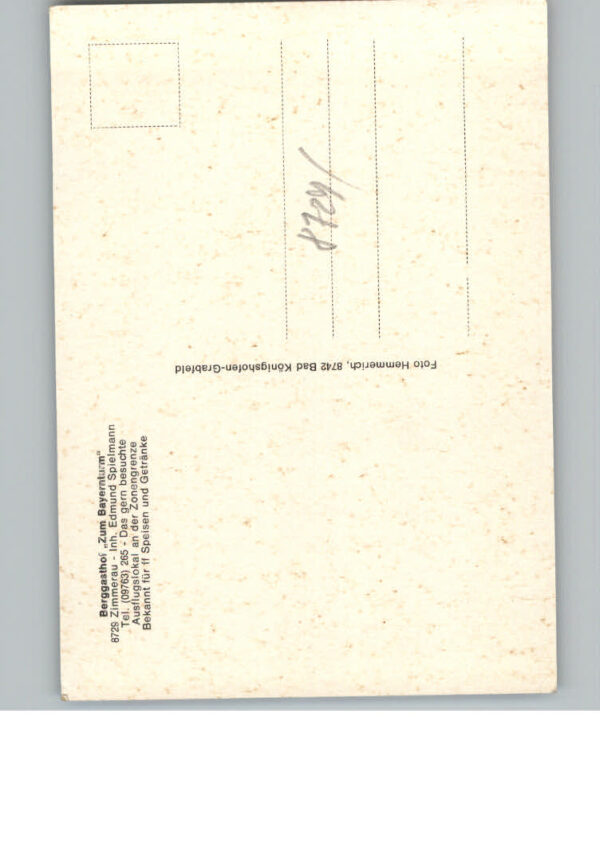 Berggasthof „Zum Bayernturm“
8729 Zimmerau - Inh. Edmund Spielmann
Tel. (09763) 265 - Das gern besuchte
Ausflugslokal an der Zonengrenze
Bekannt für ff Speisen und Getränke
Foto Hemmerich, 8742 Bad Königshofen-Grabfeld
8729/